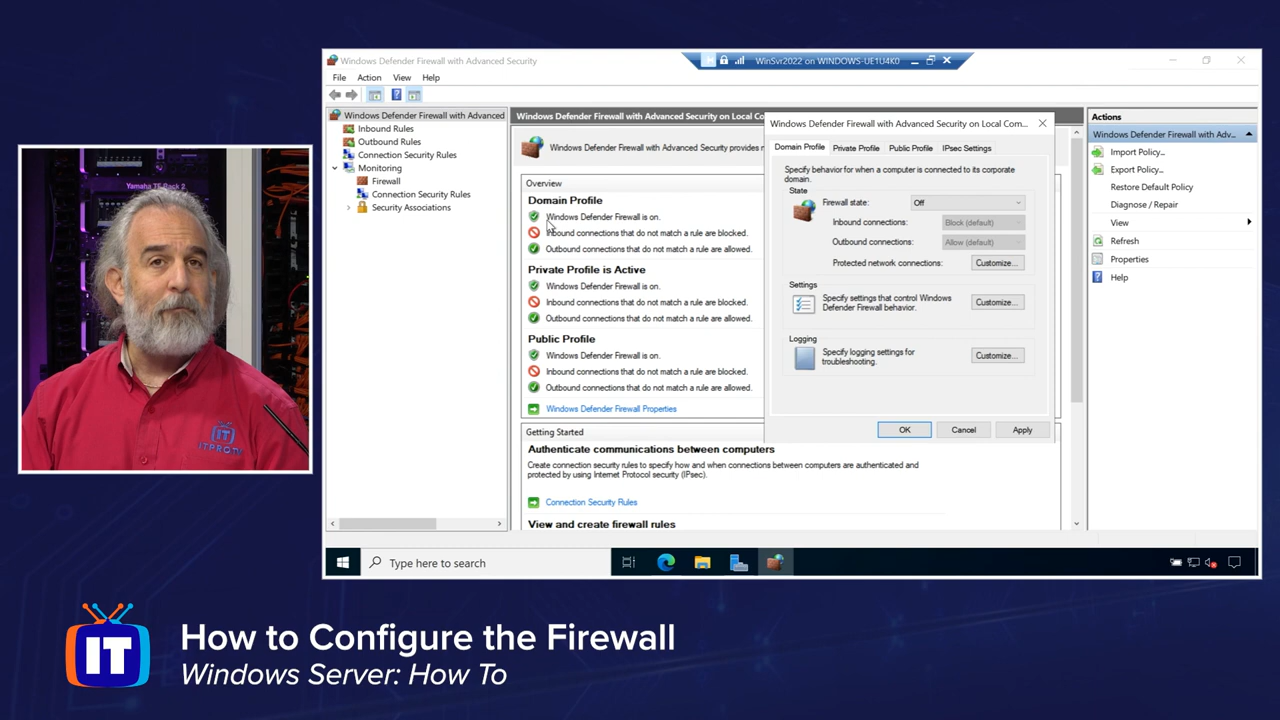 Windows Defender Firewall with Advanced Security
WinSvr2022 on WINDOWS-UE1U4K0
File Action View Help
Windows Defender Firewall with Advanced
Inbound Rules
Outbound Rules
Connection Security Rules
Monitoring
Firewall
Connection Security Rules
Security Associations
Windows Defender Firewall with Advanced Security on Local Co
Windows Defender Firewall with Advanced Security provides n
Overview
Domain Profile
Windows Defender Firewall is on.
Inbound connections that do not match a rule are blocked.
Outbound connections that do not match a rule are allowed.
Private Profile is Active
Windows Defender Firewall is on.
Inbound connections that do not match a rule are blocked.
Outbound connections that do not match a rule are allowed.
Public Profile
Windows Defender Firewall is on.
Inbound connections that do not match a rule are blocked.
Outbound connections that do not match a rule are allowed.
Windows Defender Firewall Properties
Getting Started
Authenticate communications between computers
Create connection security rules to specify how and when connections between computers are authenticated and
protected by using Internet Protocol security (IPsec).
Connection Security Rules
View and create firewall rules
Windows Defender Firewall with Advanced Security on Local Com...
Domain Profile Private Profile Public Profile IPsec Settings
Specify behavior for when a computer is connected to its corporate
domain.
State
Firewall state: Off
Inbound connections: Block (default)
Outbound connections: Allow (default)
Protected network connections: Customize...
Settings
Specify settings that control Windows
Defender Firewall behavior.
Customize...
Logging
Specify logging settings for
troubleshooting.
Customize...
OK Cancel Apply
Actions
Windows Defender Firewall with Adv...
Import Policy...
Export Policy...
Restore Default Policy
Diagnose / Repair
View
Refresh
Properties
Help
Type here to search
Yamaha TF Rack 2
IT
ITPRO.TV
IT
How to Configure the Firewall
Windows Server: How To